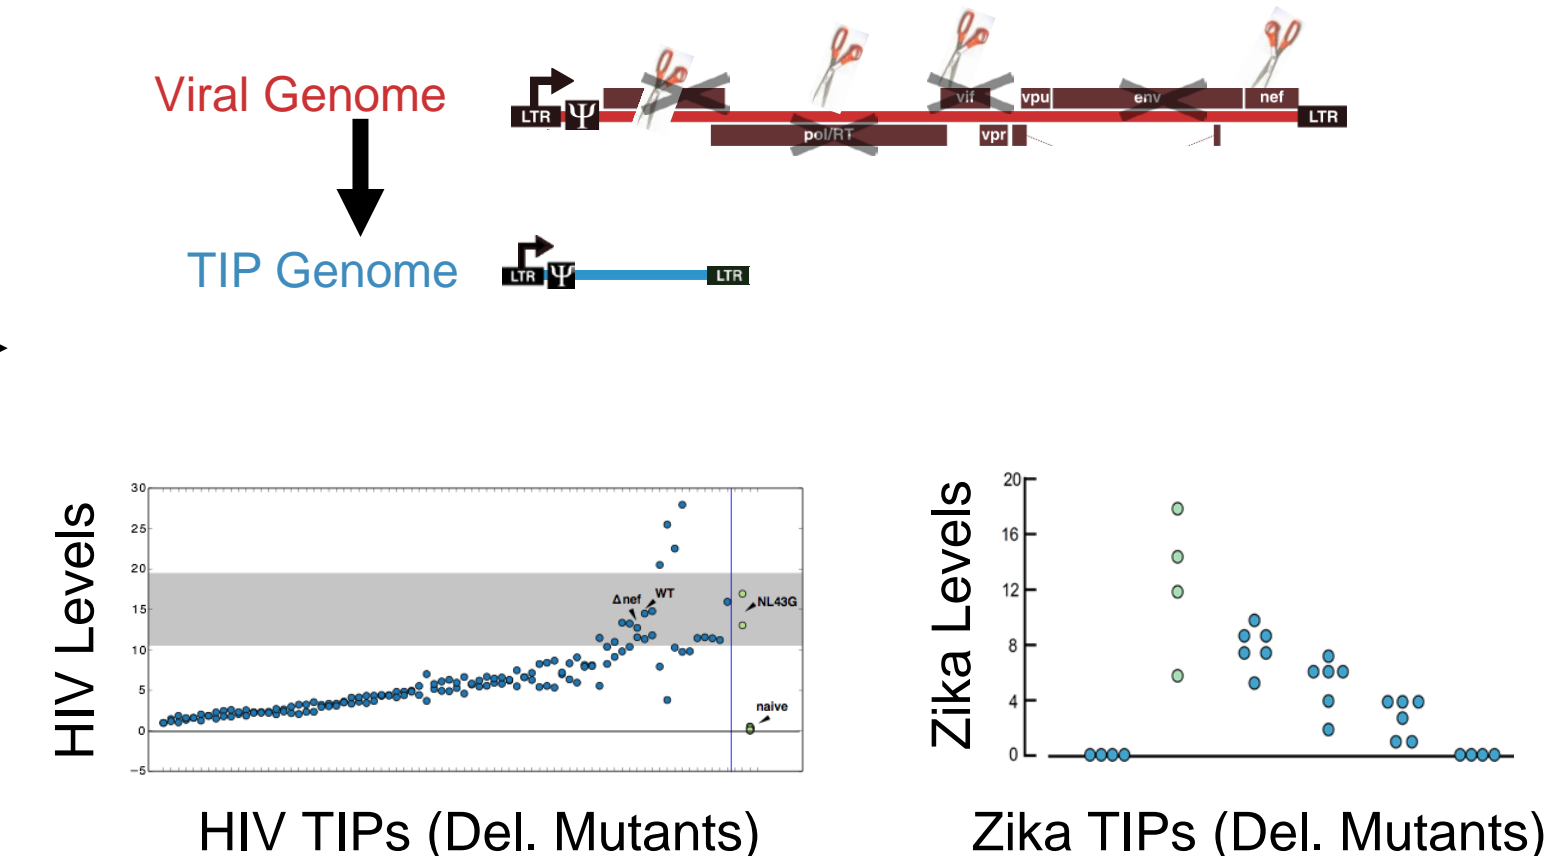 Viral Genome
LTR Ψ vif vpu env nef LTR
pol/RT vpr
TIP Genome
LTR Ψ LTR
HIV Levels
30
25
20
15
10
5
0
−5
Δnef
WT
NL43G
naive
HIV TIPs (Del. Mutants)
Zika Levels
20
16
12
8
4
0
Zika TIPs (Del. Mutants)